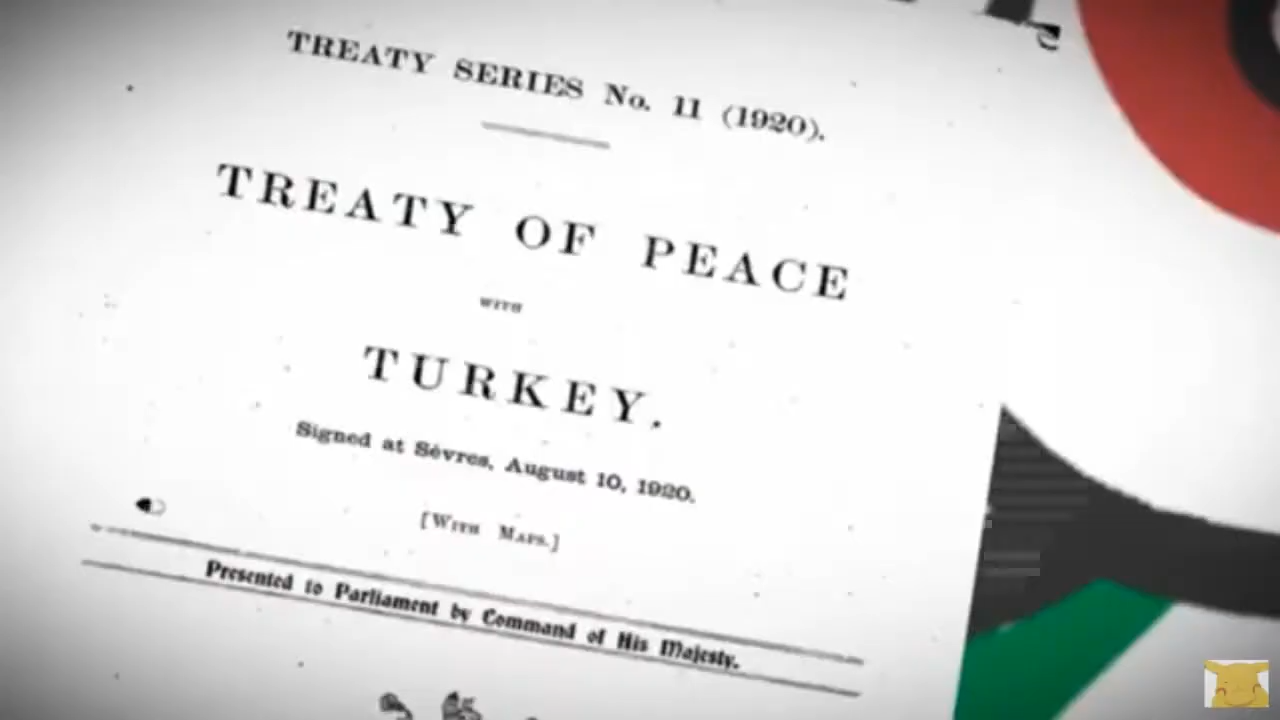 TREATY SERIES No. 11 (1920).
TREATY OF PEACE
WITH
TURKEY.
Signed at Sèvres, August 10, 1920.
[WITH MAPS.]
Presented to Parliament by Command of His Majesty.